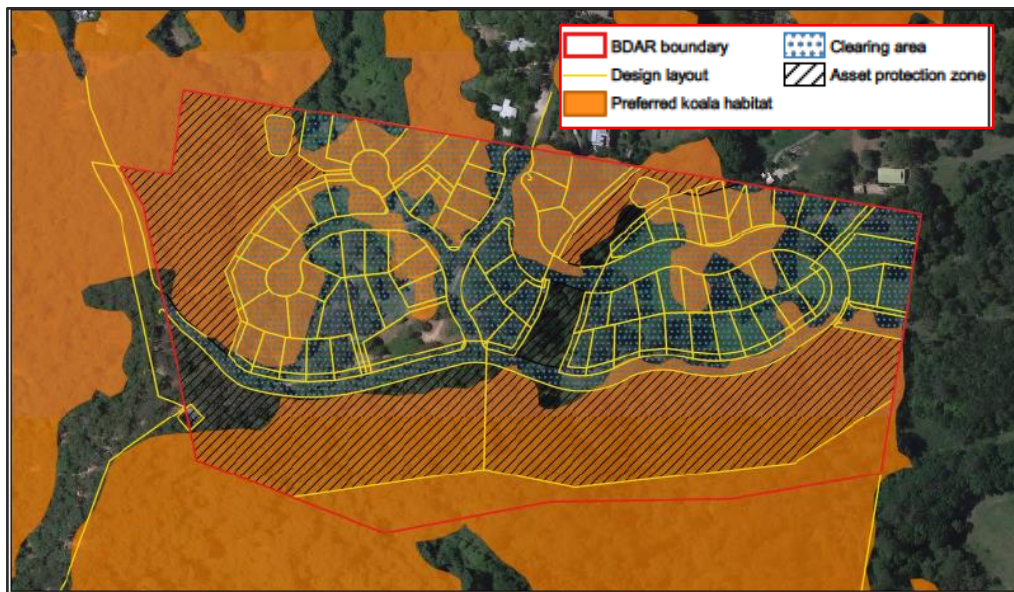 BDAR boundary
Design layout
Preferred koala habitat
Clearing area
Asset protection zone